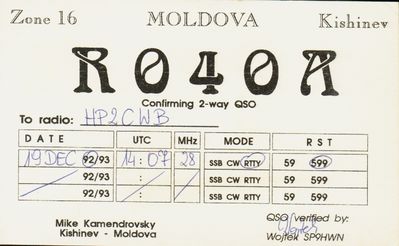 Zone 16 MOLDOVA Kishinev
RO4OA
Confirming 2-way QSO
To radio: HP2CWB
DATE UTC MHz MODE RST
19 DEC 92/93 14:07 28 SSB CW RTTY 59 599
92/93 : SSB CW RTTY 59 599
92/93 : SSB CW RTTY 59 599
Mike Kamendrovsky QSO verified by:
Kishinev - Moldova Wojtek SP9HWN